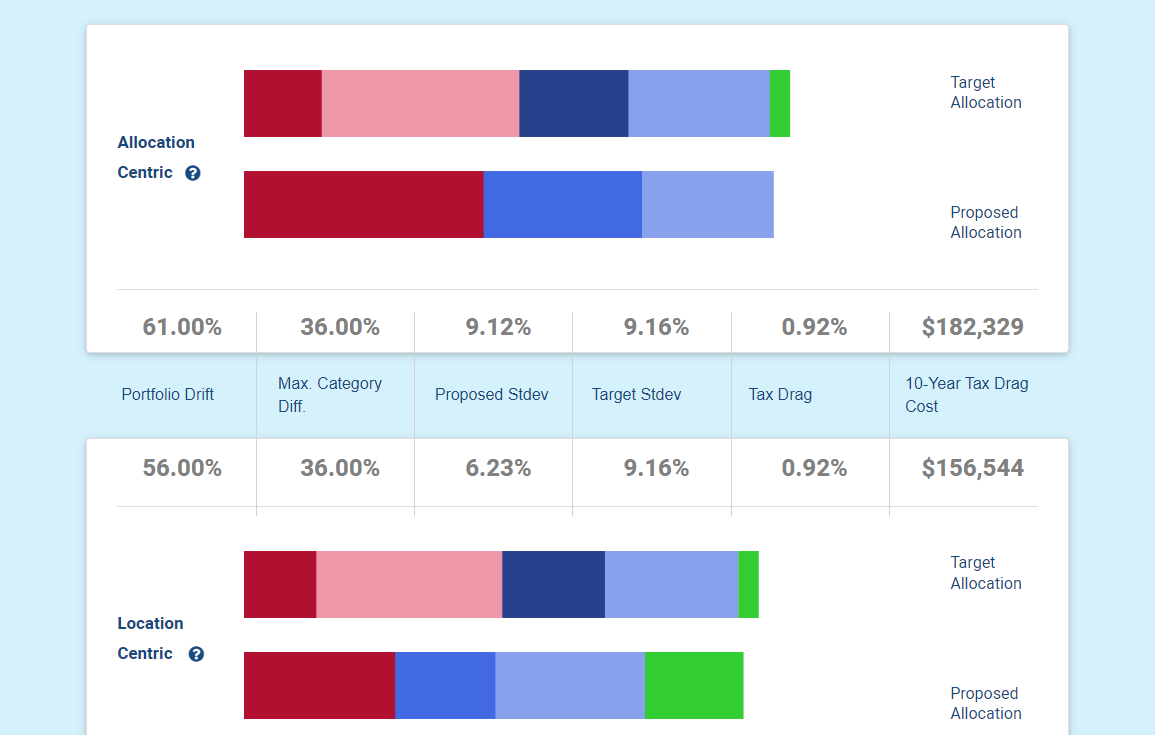 Target
Allocation
Allocation
Centric ?
Proposed
Allocation
61.00% 36.00% 9.12% 9.16% 0.92% $182,329
Portfolio Drift
Max. Category
Diff.
Proposed Stdev
Target Stdev
Tax Drag
10-Year Tax Drag
Cost
56.00% 36.00% 6.23% 9.16% 0.92% $156,544
Target
Allocation
Location
Centric ?
Proposed
Allocation